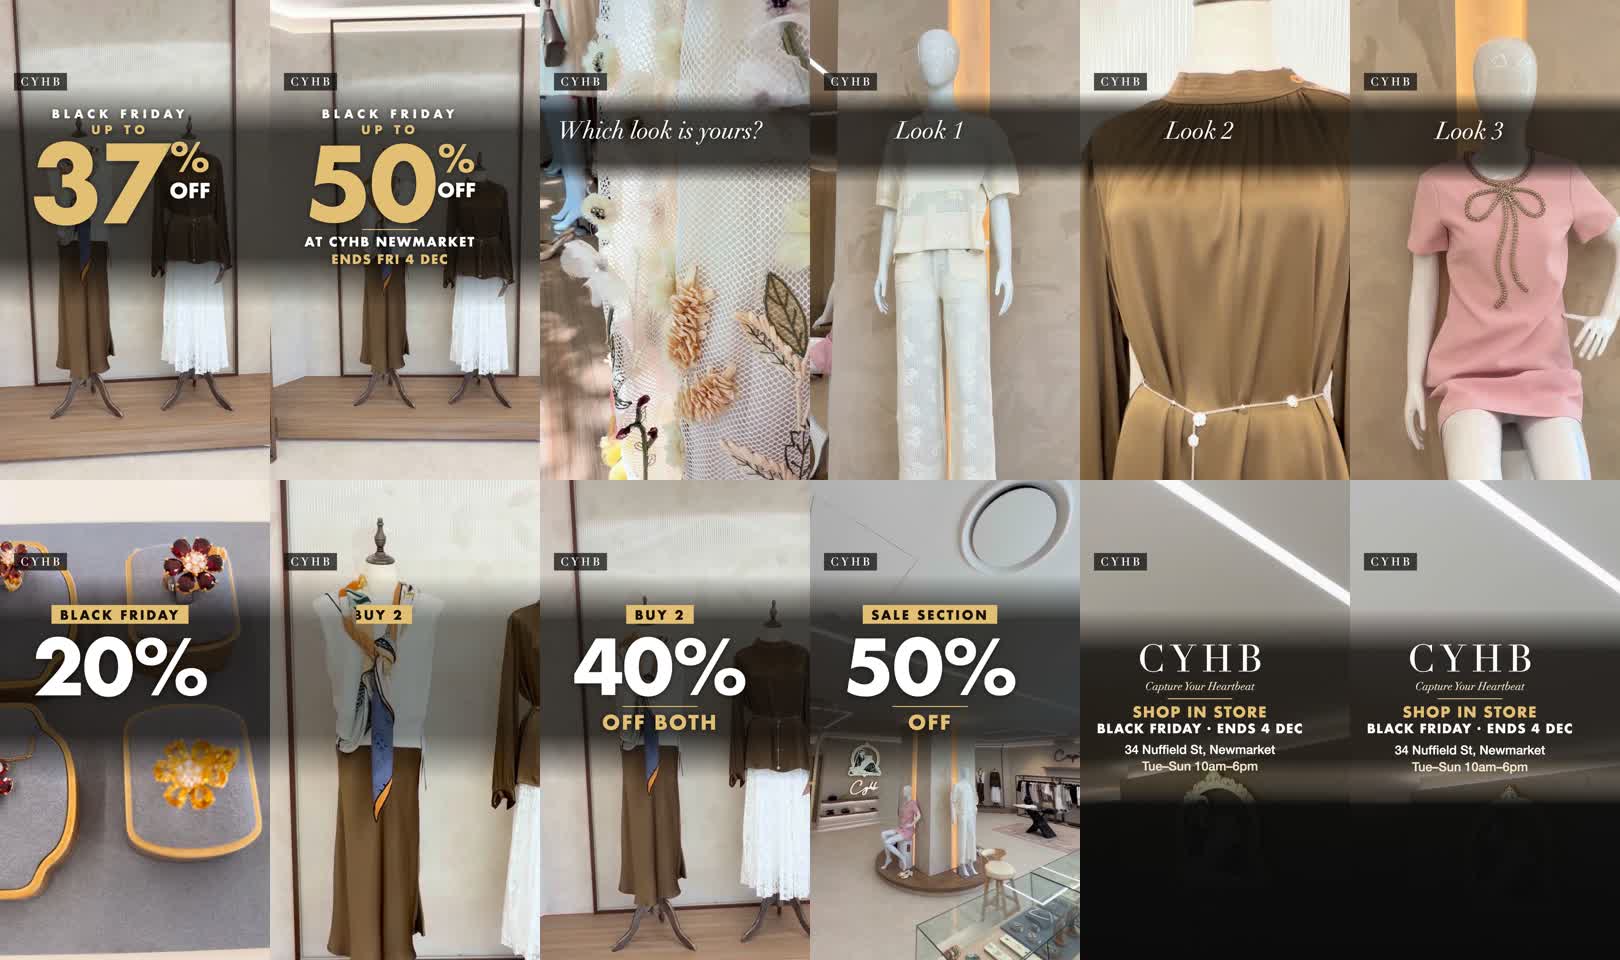 CYHB
BLACK FRIDAY
UP TO
37%
OFF
CYHB
BLACK FRIDAY
UP TO
50%
OFF
AT CYHB NEWMARKET
ENDS FRI 4 DEC
CYHB
Which look is yours?
CYHB
Look 1
CYHB
Look 2
CYHB
Look 3
CYHB
BLACK FRIDAY
20%
CYHB
BUY 2
CYHB
BUY 2
40%
OFF BOTH
CYHB
SALE SECTION
50%
OFF
Cyhb
CYHB
CYHB
Capture Your Heartbeat
SHOP IN STORE
BLACK FRIDAY · ENDS 4 DEC
34 Nuffield St, Newmarket
Tue–Sun 10am–6pm
CYHB
CYHB
Capture Your Heartbeat
SHOP IN STORE
BLACK FRIDAY · ENDS 4 DEC
34 Nuffield St, Newmarket
Tue–Sun 10am–6pm